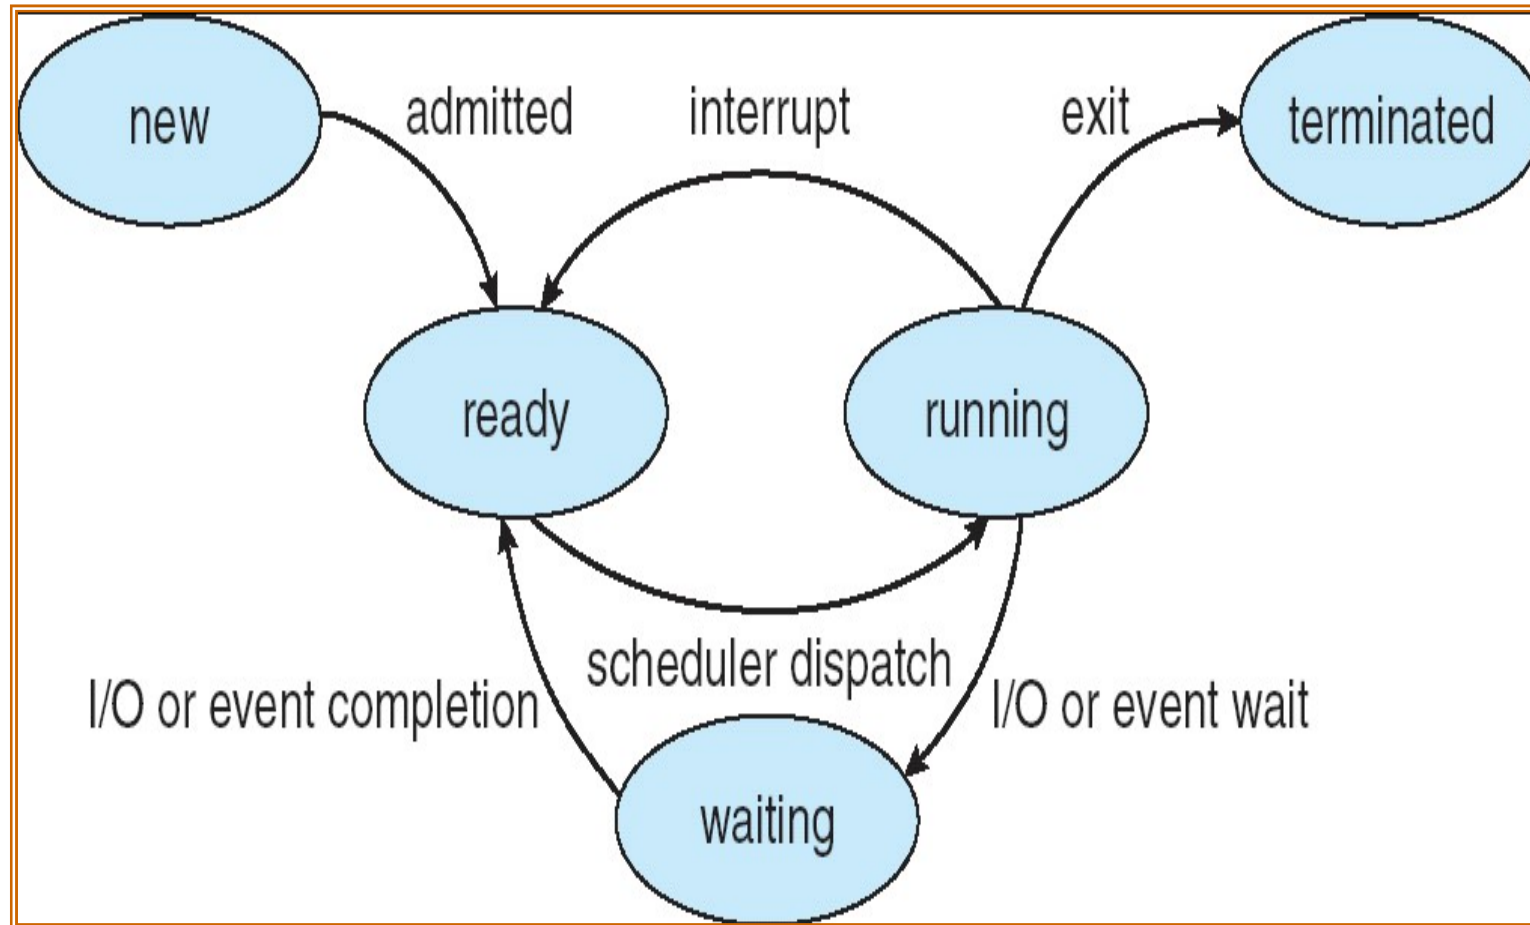 new
admitted
interrupt
exit
terminated
ready
running
scheduler dispatch
I/O or event completion
I/O or event wait
waiting